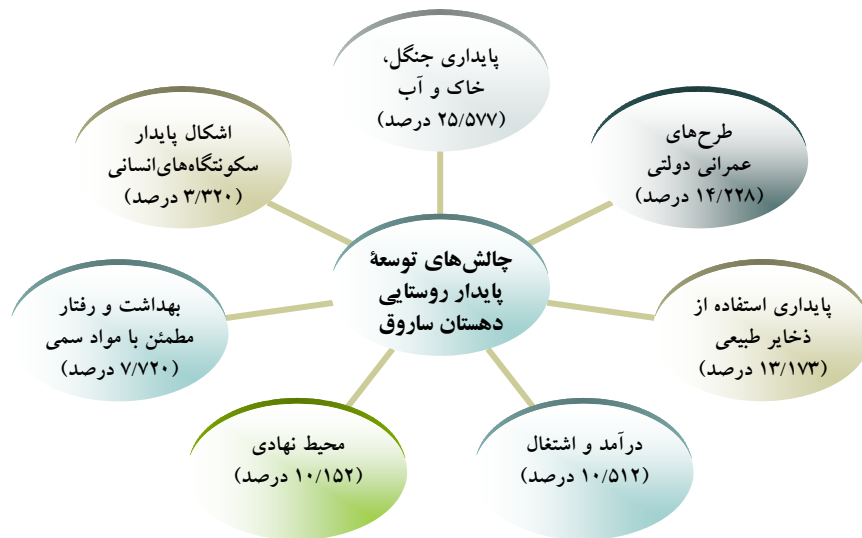 پایداری جنگل،
خاک و آب
(۲۵/۵۷۷ درصد)
طرح‌های
عمرانی دولتی
(۱۴/۲۲۸ درصد)
پایداری استفاده از
ذخایر طبیعی
(۱۳/۱۷۳ درصد)
درآمد و اشتغال
(۱۰/۵۱۲ درصد)
محیط نهادی
(۱۰/۱۵۲ درصد)
بهداشت و رفتار
مطمئن با مواد سمی
(۷/۷۲۰ درصد)
اشکال پایدار
سکونتگاه‌های‌انسانی
(۳/۳۲۰ درصد)
چالش‌های توسعهٔ
پایدار روستایی
دهستان ساروق